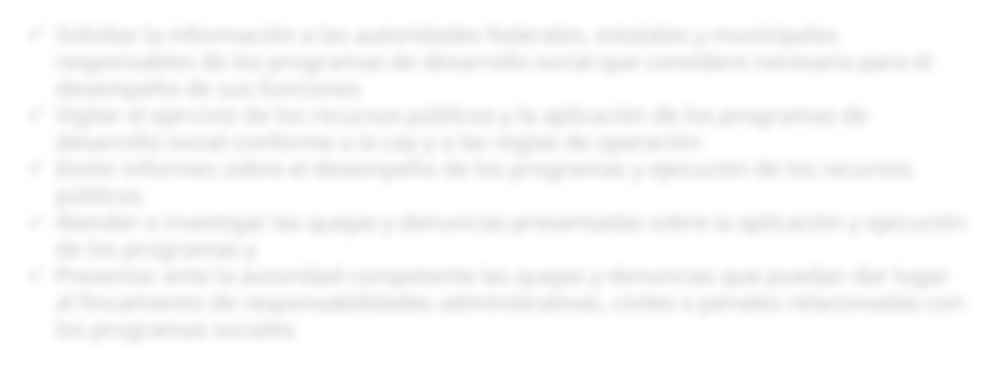 ✓ Solicitar la información a las autoridades federales, estatales y municipales
responsables de los programas de desarrollo social que considere necesaria para el
desempeño de sus funciones
✓ Vigilar el ejercicio de los recursos públicos y la aplicación de los programas de
desarrollo social conforme a la Ley y a las reglas de operación
✓ Emitir informes sobre el desempeño de los programas y ejecución de los recursos
públicos
✓ Atender e investigar las quejas y denuncias presentadas sobre la aplicación y ejecución
de los programas y
✓ Presentar ante la autoridad competente las quejas y denuncias que puedan dar lugar
al fincamiento de responsabilidades administrativas, civiles o penales relacionadas con
los programas sociales